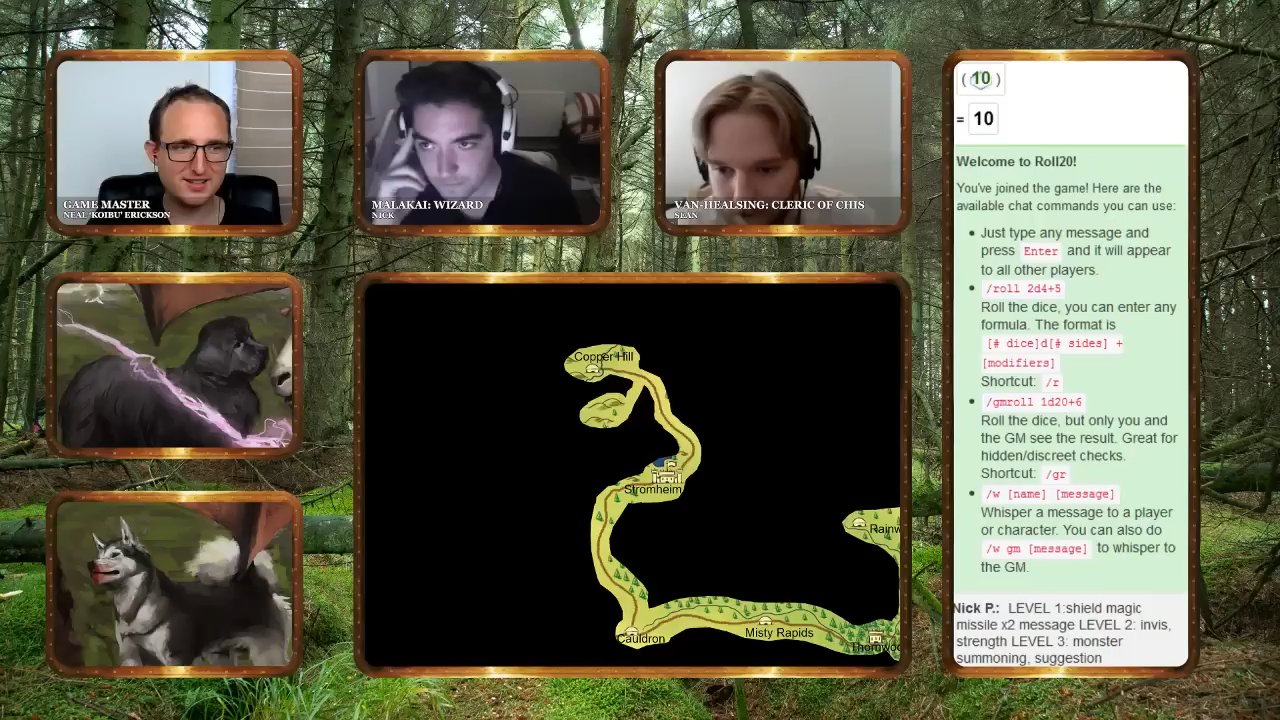 GAME MASTER
NEAL 'KOIBU' ERICKSON
MALAKAI: WIZARD
NICK
VAN-HEALSING: CLERIC OF CHIS
SEAN
Copper Hill
Stromheim
Cauldron
Misty Rapids
(10)
= 10
Welcome to Roll20!
You've joined the game! Here are the
available chat commands you can use:
• Just type any message and
press Enter and it will appear
to all other players.
• /roll 2d4+5
Roll the dice, you can enter any
formula. The format is
[# dice]d[# sides] +
[modifiers]
Shortcut: /r
• /gmroll 1d20+6
Roll the dice, but only you and
the GM see the result. Great for
hidden/discreet checks.
Shortcut: /gr
• /w [name] [message]
Whisper a message to a player
or character. You can also do
/w gm [message] to whisper to
the GM.
Nick P.: LEVEL 1:shield magic
missile x2 message LEVEL 2: invis,
strength LEVEL 3: monster
summoning, suggestion